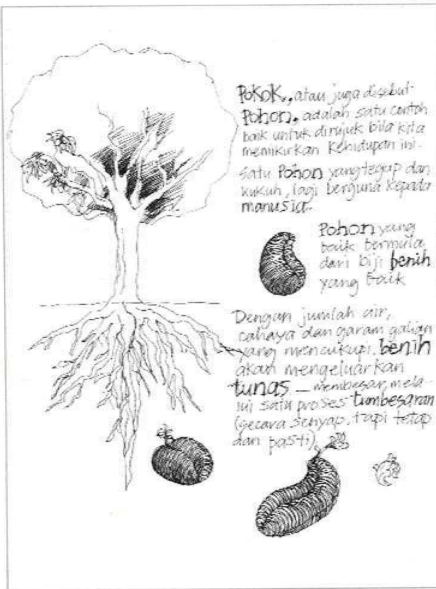 Pokok, atau juga disebut
Pohon, adalah satu contoh
baik untuk dirujuk bila kita
memikirkan kehidupan ini.
satu Pohon yang tegap dan
kukuh, lagi berguna kepada
manusia.
Pohon yang
baik bermula
dari biji benih
yang baik
Dengan jumlah air,
cahaya dan garam galian
yang mencukupi, benih
akan mengeluarkan
tunas — membesar, mela-
lui satu proses tumbesaran
(secara senyap, tapi tetap
dan pasti).